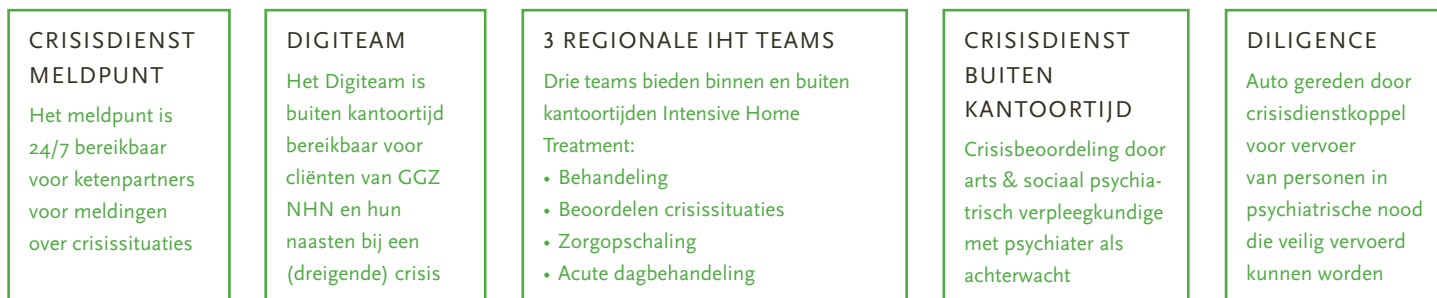 CRISISDIENST
MELDPUNT
Het meldpunt is
24/7 bereikbaar
voor ketenpartners
voor meldingen
over crisissituaties
DIGITEAM
Het Digiteam is
buiten kantoortijd
bereikbaar voor
cliënten van GGZ
NHN en hun
naasten bij een
(dreigende) crisis
3 REGIONALE IHT TEAMS
Drie teams bieden binnen en buiten
kantoortijden Intensive Home
Treatment:
• Behandeling
• Beoordelen crisissituaties
• Zorgopschaling
• Acute dagbehandeling
CRISISDIENST
BUITEN
KANTOORTIJD
Crisisbeoordeling door
arts & sociaal psychia-
trisch verpleegkundige
met psychiater als
achterwacht
DILIGENCE
Auto gereden door
crisisdienstkoppel
voor vervoer
van personen in
psychiatrische nood
die veilig vervoerd
kunnen worden